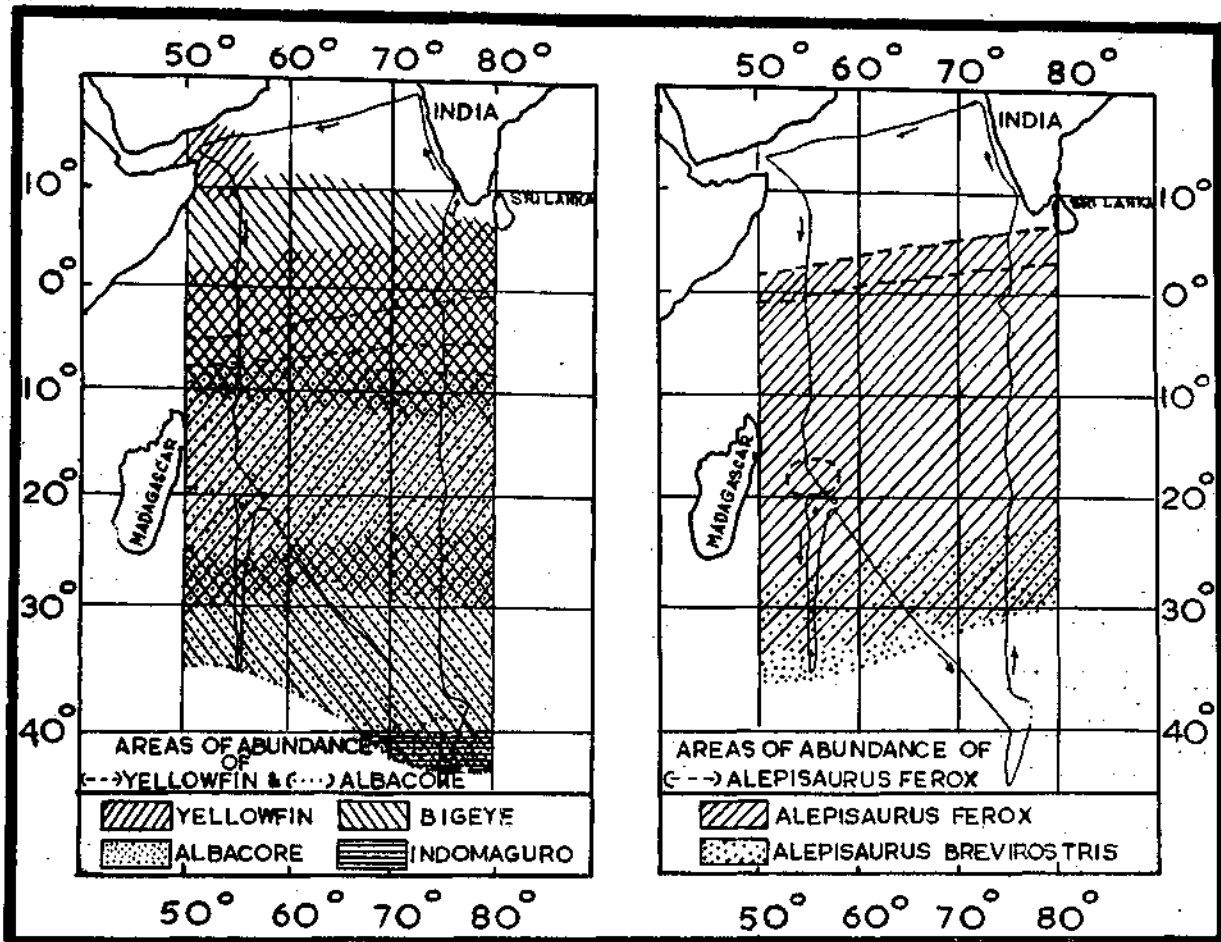 50° 60° 70° 80°
INDIA
10°
SRI LANKA
0°
10°
MADAGASCAR
20°
30°
40°
AREAS OF ABUNDANCE
OF
(--→)YELLOWFIN & (····) ALBACORE
YELLOWFIN BIGEYE
ALBACORE INDOMAGURO
50° 60° 70° 80°
50° 60° 70° 80°
INDIA
10°
SRI LANKA
0°
10°
MADAGASCAR
20°
30°
40°
AREAS OF ABUNDANCE OF
(--→) ALEPISAURUS FEROX
ALEPISAURUS FEROX
ALEPISAURUS BREVIROSTRIS
50° 60° 70° 80°